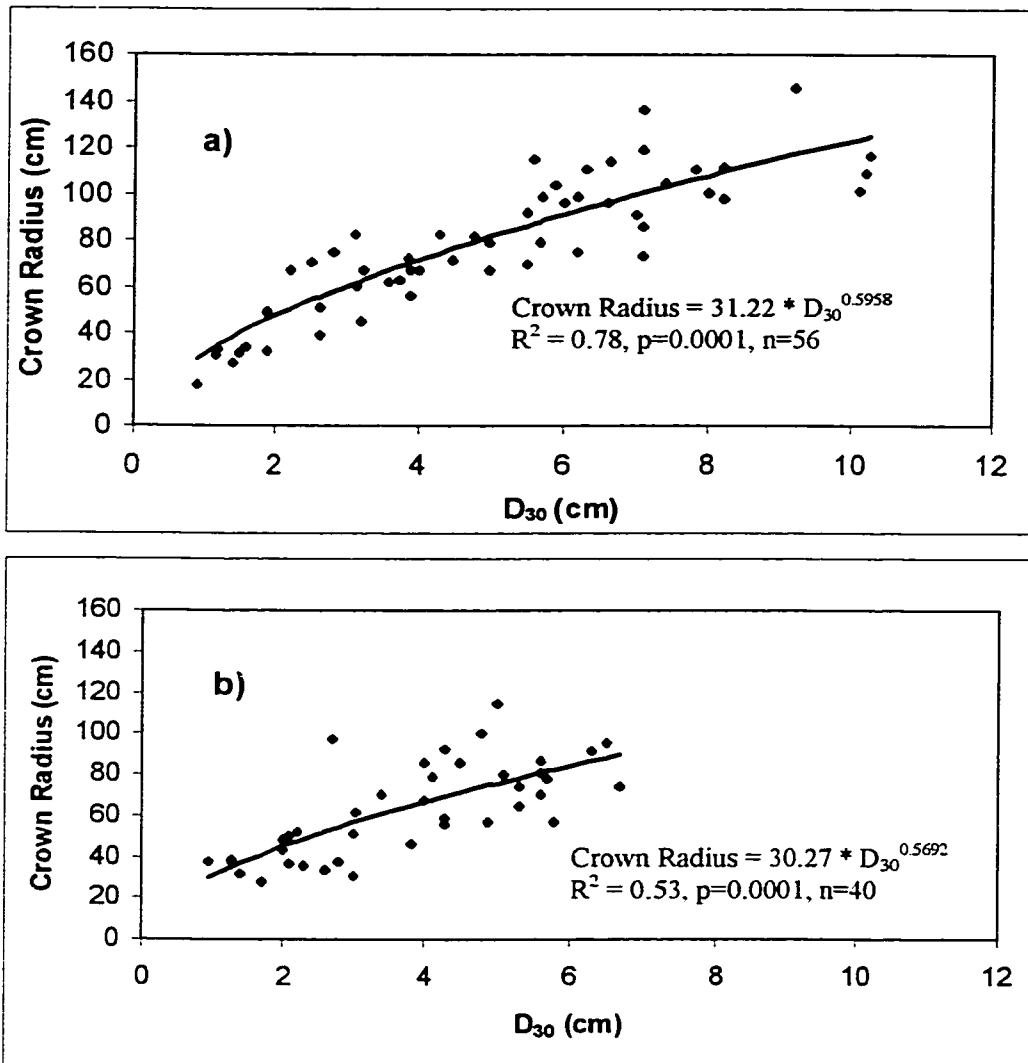 160
140
120
100
80
60
40
20
0
Crown Radius (cm)
a)
Crown Radius = 31.22 * D₃₀^0.5958
R² = 0.78, p=0.0001, n=56
0 2 4 6 8 10 12
D₃₀ (cm)
160
140
120
100
80
60
40
20
0
Crown Radius (cm)
b)
Crown Radius = 30.27 * D₃₀^0.5692
R² = 0.53, p=0.0001, n=40
0 2 4 6 8 10 12
D₃₀ (cm)